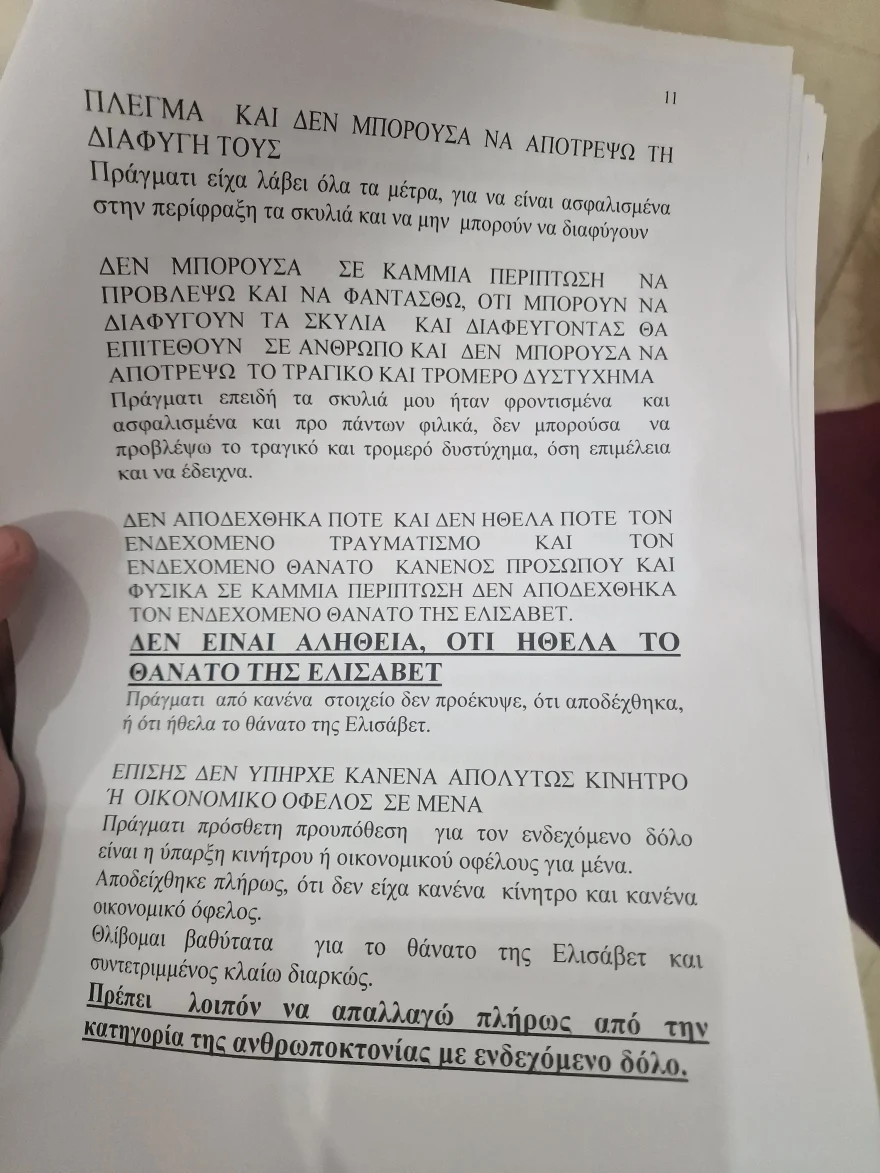 11
ΠΛΕΓΜΑ ΚΑΙ ΔΕΝ ΜΠΟΡΟΥΣΑ ΝΑ ΑΠΟΤΡΕΨΩ ΤΗ
ΔΙΑΦΥΓΗ ΤΟΥΣ
Πράγματι είχα λάβει όλα τα μέτρα, για να είναι ασφαλισμένα
στην περίφραξη τα σκυλιά και να μην μπορούν να διαφύγουν
ΔΕΝ ΜΠΟΡΟΥΣΑ ΣΕ ΚΑΜΜΙΑ ΠΕΡΙΠΤΩΣΗ ΝΑ
ΠΡΟΒΛΕΨΩ ΚΑΙ ΝΑ ΦΑΝΤΑΣΘΩ, ΟΤΙ ΜΠΟΡΟΥΝ ΝΑ
ΔΙΑΦΥΓΟΥΝ ΤΑ ΣΚΥΛΙΑ ΚΑΙ ΔΙΑΦΕΥΓΟΝΤΑΣ ΘΑ
ΕΠΙΤΕΘΟΥΝ ΣΕ ΑΝΘΡΩΠΟ ΚΑΙ ΔΕΝ ΜΠΟΡΟΥΣΑ ΝΑ
ΑΠΟΤΡΕΨΩ ΤΟ ΤΡΑΓΙΚΟ ΚΑΙ ΤΡΟΜΕΡΟ ΔΥΣΤΥΧΗΜΑ
Πράγματι επειδή τα σκυλιά μου ήταν φροντισμένα και
ασφαλισμένα και προ πάντων φιλικά, δεν μπορούσα να
προβλέψω το τραγικό και τρομερό δυστύχημα, όση επιμέλεια
και να έδειχνα.
ΔΕΝ ΑΠΟΔΕΧΘΗΚΑ ΠΟΤΕ ΚΑΙ ΔΕΝ ΗΘΕΛΑ ΠΟΤΕ ΤΟΝ
ΕΝΔΕΧΟΜΕΝΟ ΤΡΑΥΜΑΤΙΣΜΟ ΚΑΙ ΤΟΝ
ΕΝΔΕΧΟΜΕΝΟ ΘΑΝΑΤΟ ΚΑΝΕΝΟΣ ΠΡΟΣΩΠΟΥ ΚΑΙ
ΦΥΣΙΚΑ ΣΕ ΚΑΜΜΙΑ ΠΕΡΙΠΤΩΣΗ ΔΕΝ ΑΠΟΔΕΧΘΗΚΑ
ΤΟΝ ΕΝΔΕΧΟΜΕΝΟ ΘΑΝΑΤΟ ΤΗΣ ΕΛΙΣΑΒΕΤ.
ΔΕΝ ΕΙΝΑΙ ΑΛΗΘΕΙΑ, ΟΤΙ ΗΘΕΛΑ ΤΟ
ΘΑΝΑΤΟ ΤΗΣ ΕΛΙΣΑΒΕΤ
Πράγματι από κανένα στοιχείο δεν προέκυψε, ότι αποδέχθηκα,
ή ότι ήθελα το θάνατο της Ελισάβετ.
ΕΠΙΣΗΣ ΔΕΝ ΥΠΗΡΧΕ ΚΑΝΕΝΑ ΑΠΟΛΥΤΩΣ ΚΙΝΗΤΡΟ
Ή ΟΙΚΟΝΟΜΙΚΟ ΟΦΕΛΟΣ ΣΕ ΜΕΝΑ
Πράγματι πρόσθετη προυπόθεση για τον ενδεχόμενο δόλο
είναι η ύπαρξη κινήτρου ή οικονομικού οφέλους για μένα.
Αποδείχθηκε πλήρως, ότι δεν είχα κανένα κίνητρο και κανένα
οικονομικό όφελος.
Θλίβομαι βαθύτατα για το θάνατο της Ελισάβετ και
συντετριμμένος κλαίω διαρκώς.
Πρέπει λοιπόν να απαλλαγώ πλήρως από την
κατηγορία της ανθρωποκτονίας με ενδεχόμενο δόλο.